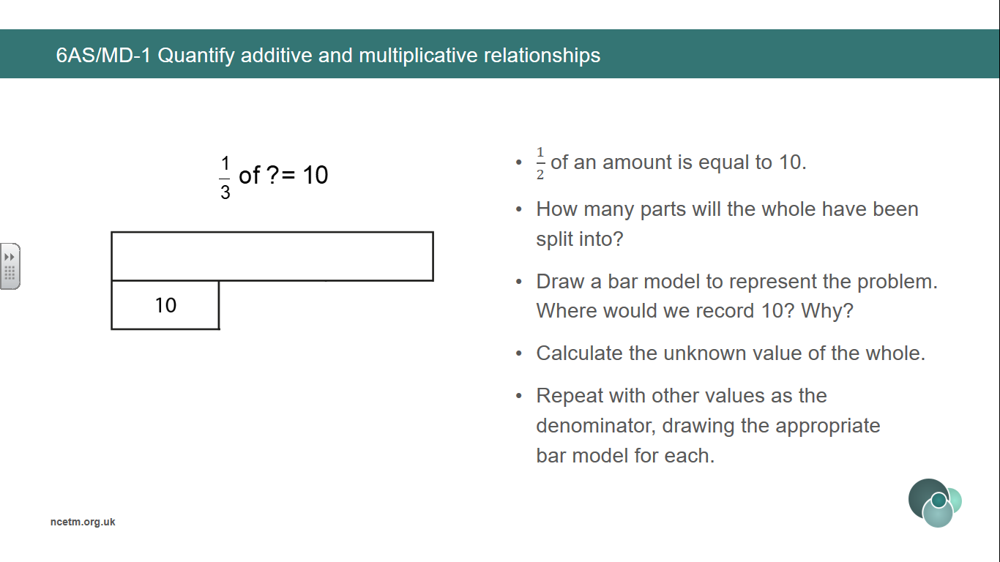 6AS/MD-1 Quantify additive and multiplicative relationships
1/3 of ?= 10
10
• 1/2 of an amount is equal to 10.
• How many parts will the whole have been
split into?
• Draw a bar model to represent the problem.
Where would we record 10? Why?
• Calculate the unknown value of the whole.
• Repeat with other values as the
denominator, drawing the appropriate
bar model for each.
ncetm.org.uk